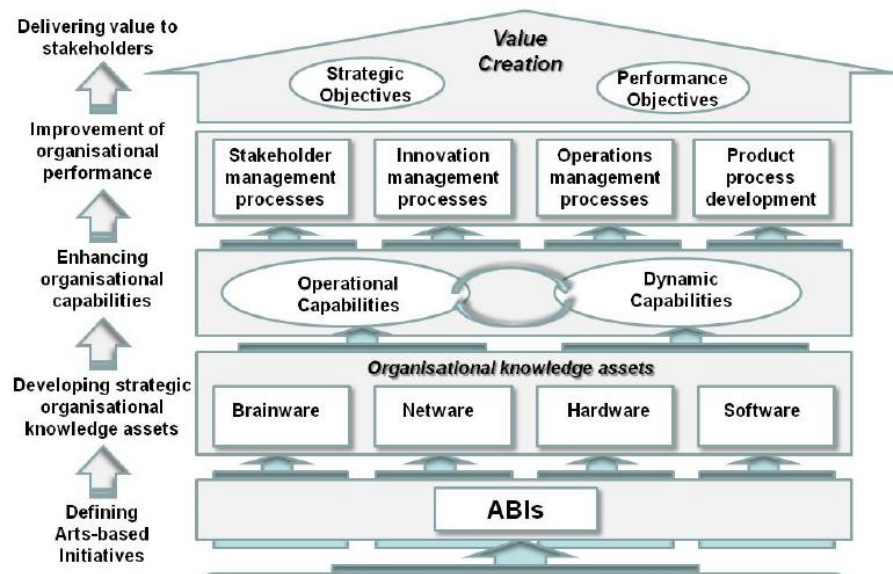 Delivering value to
stakeholders
Value
Creation
Strategic
Objectives
Performance
Objectives
Improvement of
organisational
performance
Stakeholder
management
processes
Innovation
management
processes
Operations
management
processes
Product
process
development
Enhancing
organisational
capabilities
Operational
Capabilities
Dynamic
Capabilities
Developing strategic
organisational
knowledge assets
Organisational knowledge assets
Brainware
Netware
Hardware
Software
Defining
Arts-based
Initiatives
ABIs